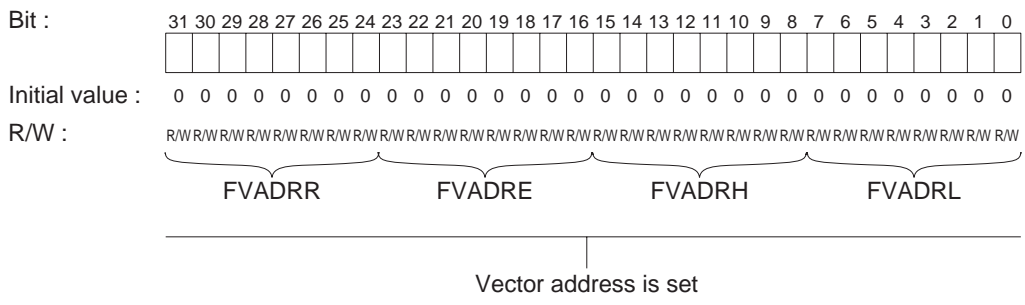 Bit : 31 30 29 28 27 26 25 24 23 22 21 20 19 18 17 16 15 14 13 12 11 10 9 8 7 6 5 4 3 2 1 0
Initial value : 0 0 0 0 0 0 0 0 0 0 0 0 0 0 0 0 0 0 0 0 0 0 0 0 0 0 0 0 0 0 0 0
R/W : R/W R/W R/W R/W R/W R/W R/W R/W R/W R/W R/W R/W R/W R/W R/W R/W R/W R/W R/W R/W R/W R/W R/W R/W R/W R/W R/W R/W R/W R/W R/W R/W
FVADRR FVADRE FVADRH FVADRL
Vector address is set